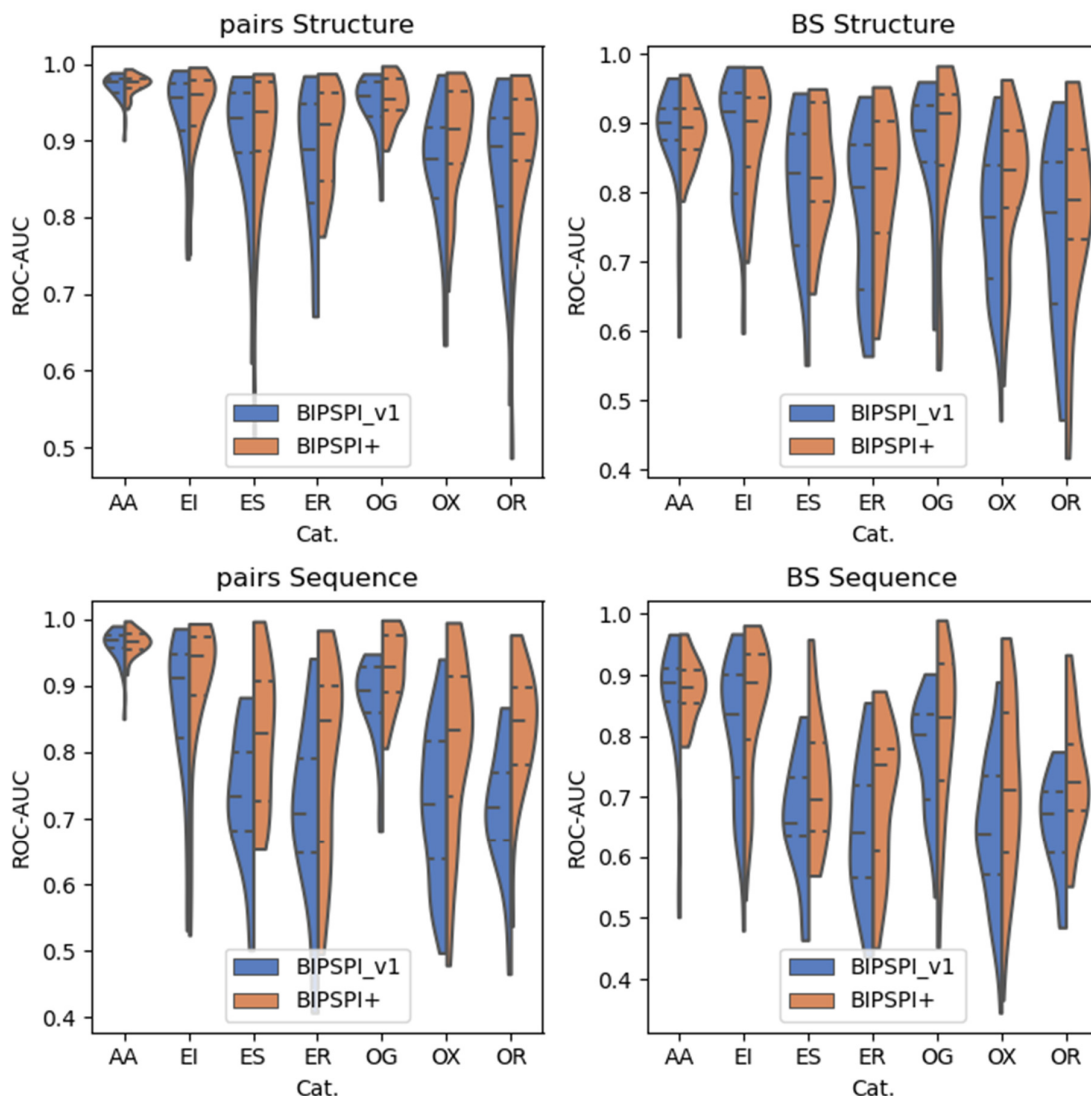 pairs Structure
ROC-AUC
1.0
0.9
0.8
0.7
0.6
0.5
BIPSPI_v1
BIPSPI+
AA EI ES ER OG OX OR
Cat.
BS Structure
ROC-AUC
1.0
0.9
0.8
0.7
0.6
0.5
0.4
BIPSPI_v1
BIPSPI+
AA EI ES ER OG OX OR
Cat.
pairs Sequence
ROC-AUC
1.0
0.9
0.8
0.7
0.6
0.5
0.4
BIPSPI_v1
BIPSPI+
AA EI ES ER OG OX OR
Cat.
BS Sequence
ROC-AUC
1.0
0.9
0.8
0.7
0.6
0.5
0.4
BIPSPI_v1
BIPSPI+
AA EI ES ER OG OX OR
Cat.